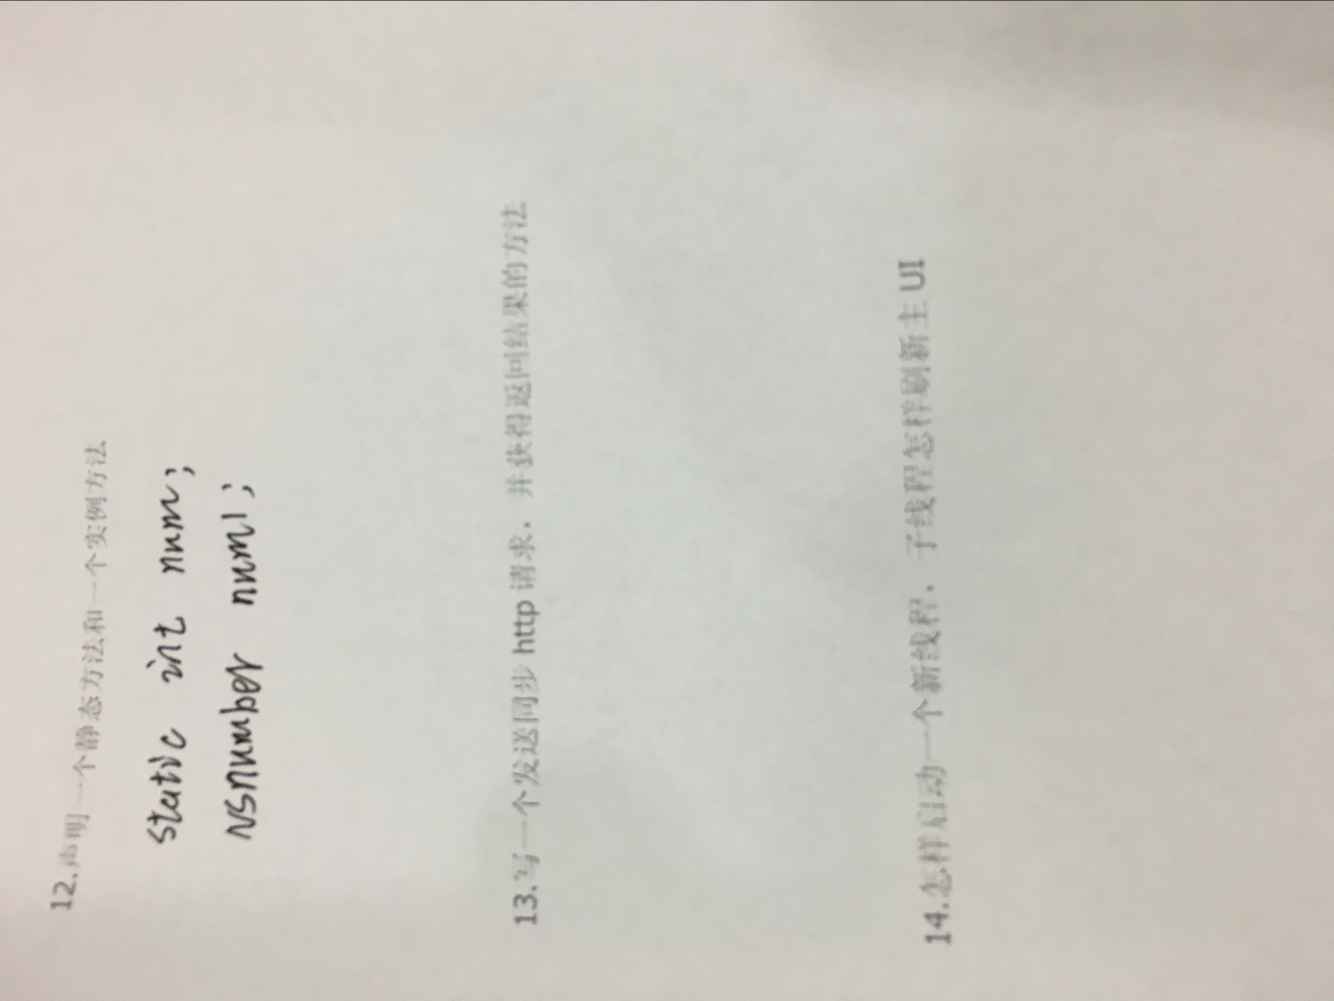 12.声明一个静态方法和一个实例方法
static int num;
NSnumber num1;
13.写一个发送同步 http 请求，并获得返回结果的方法
14.怎样启动一个新线程，子线程怎样刷新主 UI